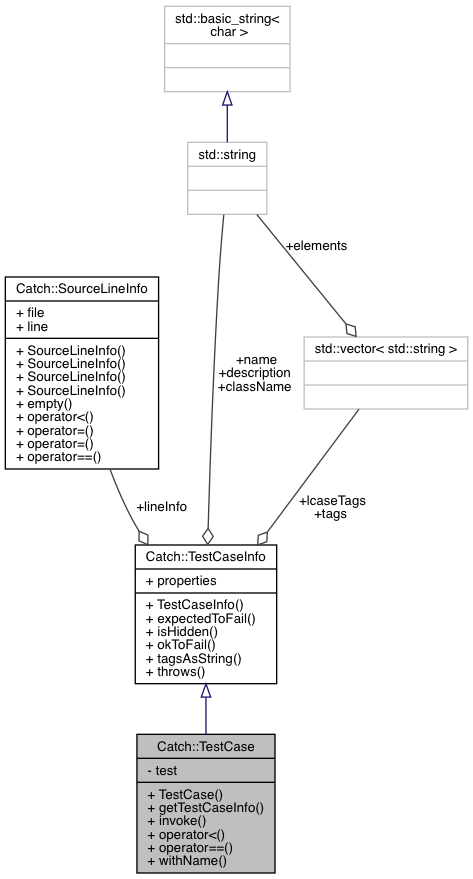 std::basic_string<
char >
std::string
+elements
Catch::SourceLineInfo
+ file
+ line
+ SourceLineInfo()
+ SourceLineInfo()
+ SourceLineInfo()
+ SourceLineInfo()
+ empty()
+ operator<()
+ operator=()
+ operator=()
+ operator==()
std::vector< std::string >
+name
+description
+className
+lineInfo
+lcaseTags
+tags
Catch::TestCaseInfo
+ properties
+ TestCaseInfo()
+ expectedToFail()
+ isHidden()
+ okToFail()
+ tagsAsString()
+ throws()
Catch::TestCase
- test
+ TestCase()
+ getTestCaseInfo()
+ invoke()
+ operator<()
+ operator==()
+ withName()